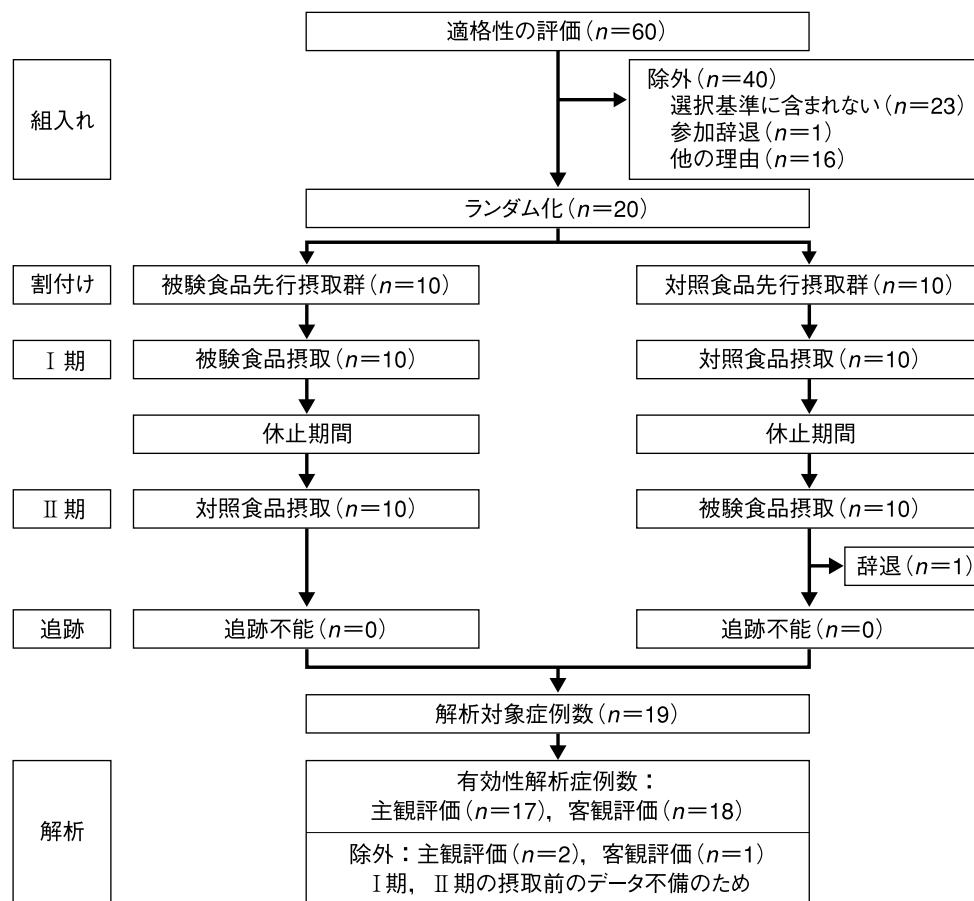 適格性の評価（n＝60）
組入れ
除外（n＝40）
選択基準に含まれない（n＝23）
参加辞退（n＝1）
他の理由（n＝16）
ランダム化（n＝20）
割付け
被験食品先行摂取群（n＝10）
対照食品先行摂取群（n＝10）
Ⅰ期
被験食品摂取（n＝10）
対照食品摂取（n＝10）
休止期間
休止期間
Ⅱ期
対照食品摂取（n＝10）
被験食品摂取（n＝10）
辞退（n＝1）
追跡
追跡不能（n＝0）
追跡不能（n＝0）
解析対象症例数（n＝19）
解析
有効性解析症例数：
主観評価（n＝17），客観評価（n＝18）
除外：主観評価（n＝2），客観評価（n＝1）
Ⅰ期，Ⅱ期の摂取前のデータ不備のため